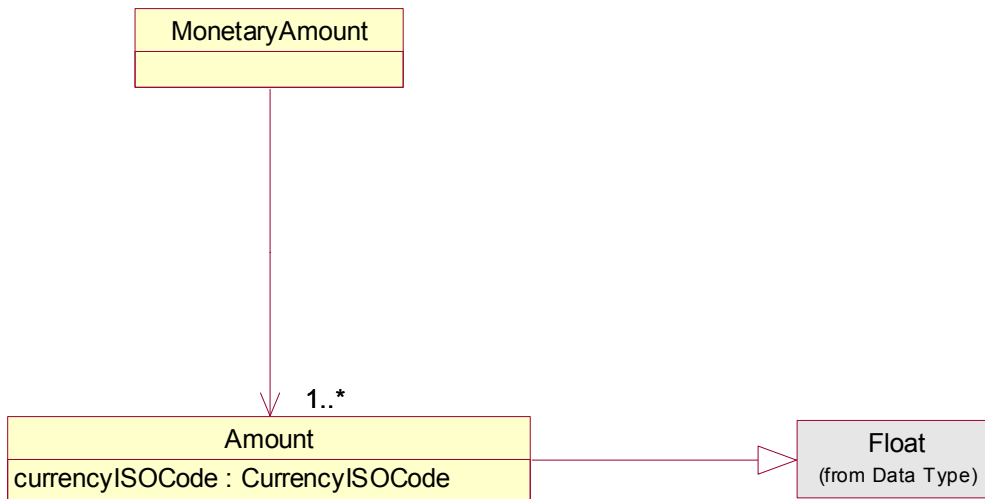 MonetaryAmount
1..*
Amount
currencyISOCode : CurrencyISOCode
Float
(from Data Type)